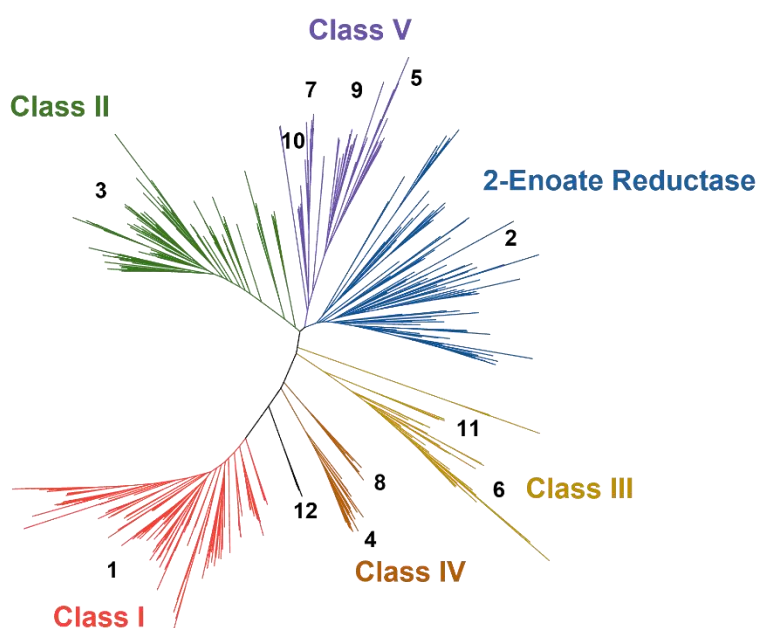 Class V
7
9
5
Class II
10
3
2-Enoate Reductase
2
11
8
6
Class III
12
4
1
Class IV
Class I